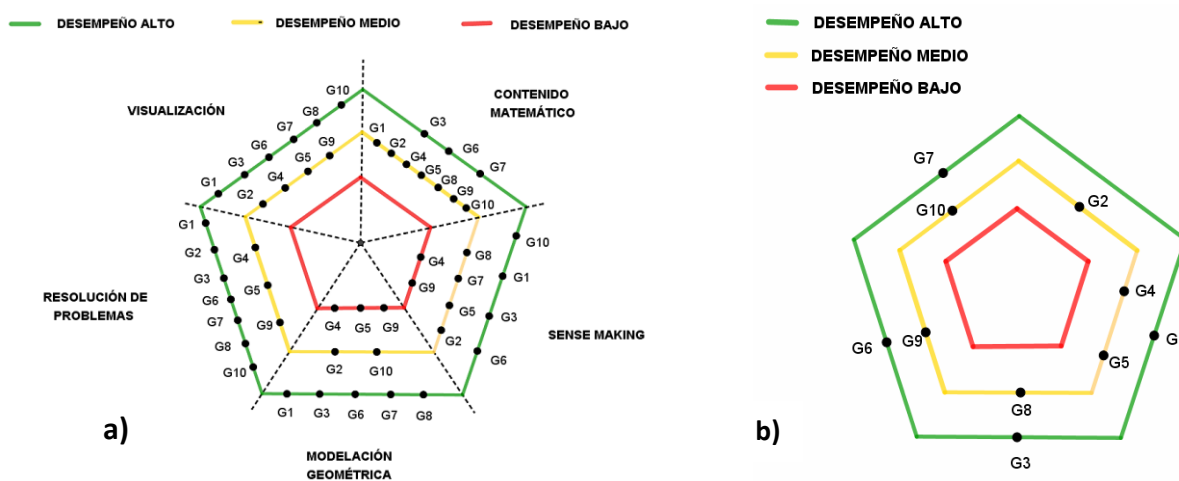 DESEMPEÑO ALTO
DESEMPEÑO MEDIO
DESEMPEÑO BAJO
VISUALIZACIÓN
CONTENIDO
MATEMÁTICO
G10
G8
G7
G6
G3
G1
G9
G5
G4
G2
G3
G6
G7
G1
G2
G4
G5
G8
G9
G10
G1
G2
G3
G6
G7
G8
G10
G4
G5
G9
RESOLUCIÓN DE
PROBLEMAS
G10
G1
G3
G6
G8
G7
G5
G2
G4
G9
SENSE MAKING
G4
G5
G9
G2
G10
G1
G3
G6
G7
G8
MODELACIÓN
GEOMÉTRICA
a)
DESEMPEÑO ALTO
DESEMPEÑO MEDIO
DESEMPEÑO BAJO
G7
G10
G2
G4
G6
G9
G5
G
G8
G3
b)